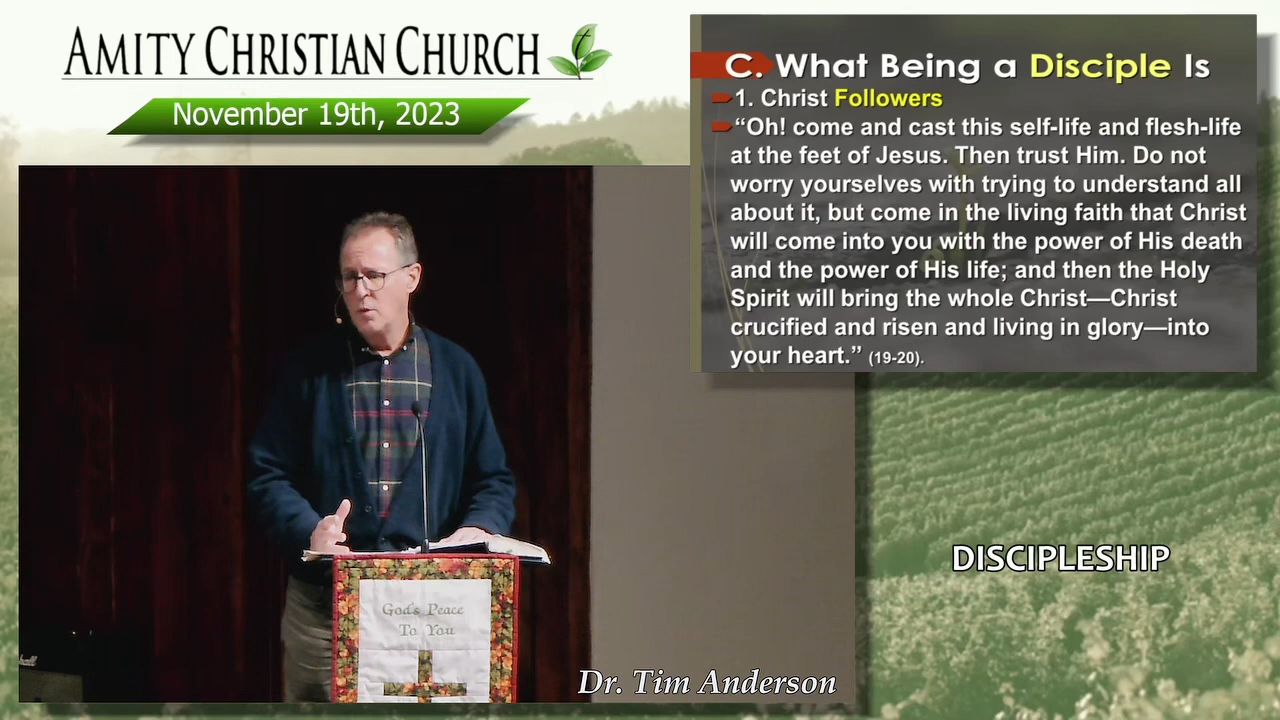 AMITY CHRISTIAN CHURCH
November 19th, 2023
C. What Being a Disciple Is
1. Christ Followers
“Oh! come and cast this self-life and flesh-life
at the feet of Jesus. Then trust Him. Do not
worry yourselves with trying to understand all
about it, but come in the living faith that Christ
will come into you with the power of His death
and the power of His life; and then the Holy
Spirit will bring the whole Christ—Christ
crucified and risen and living in glory—into
your heart.” (19-20).
DISCIPLESHIP
God's Peace
To You
Dr. Tim Anderson